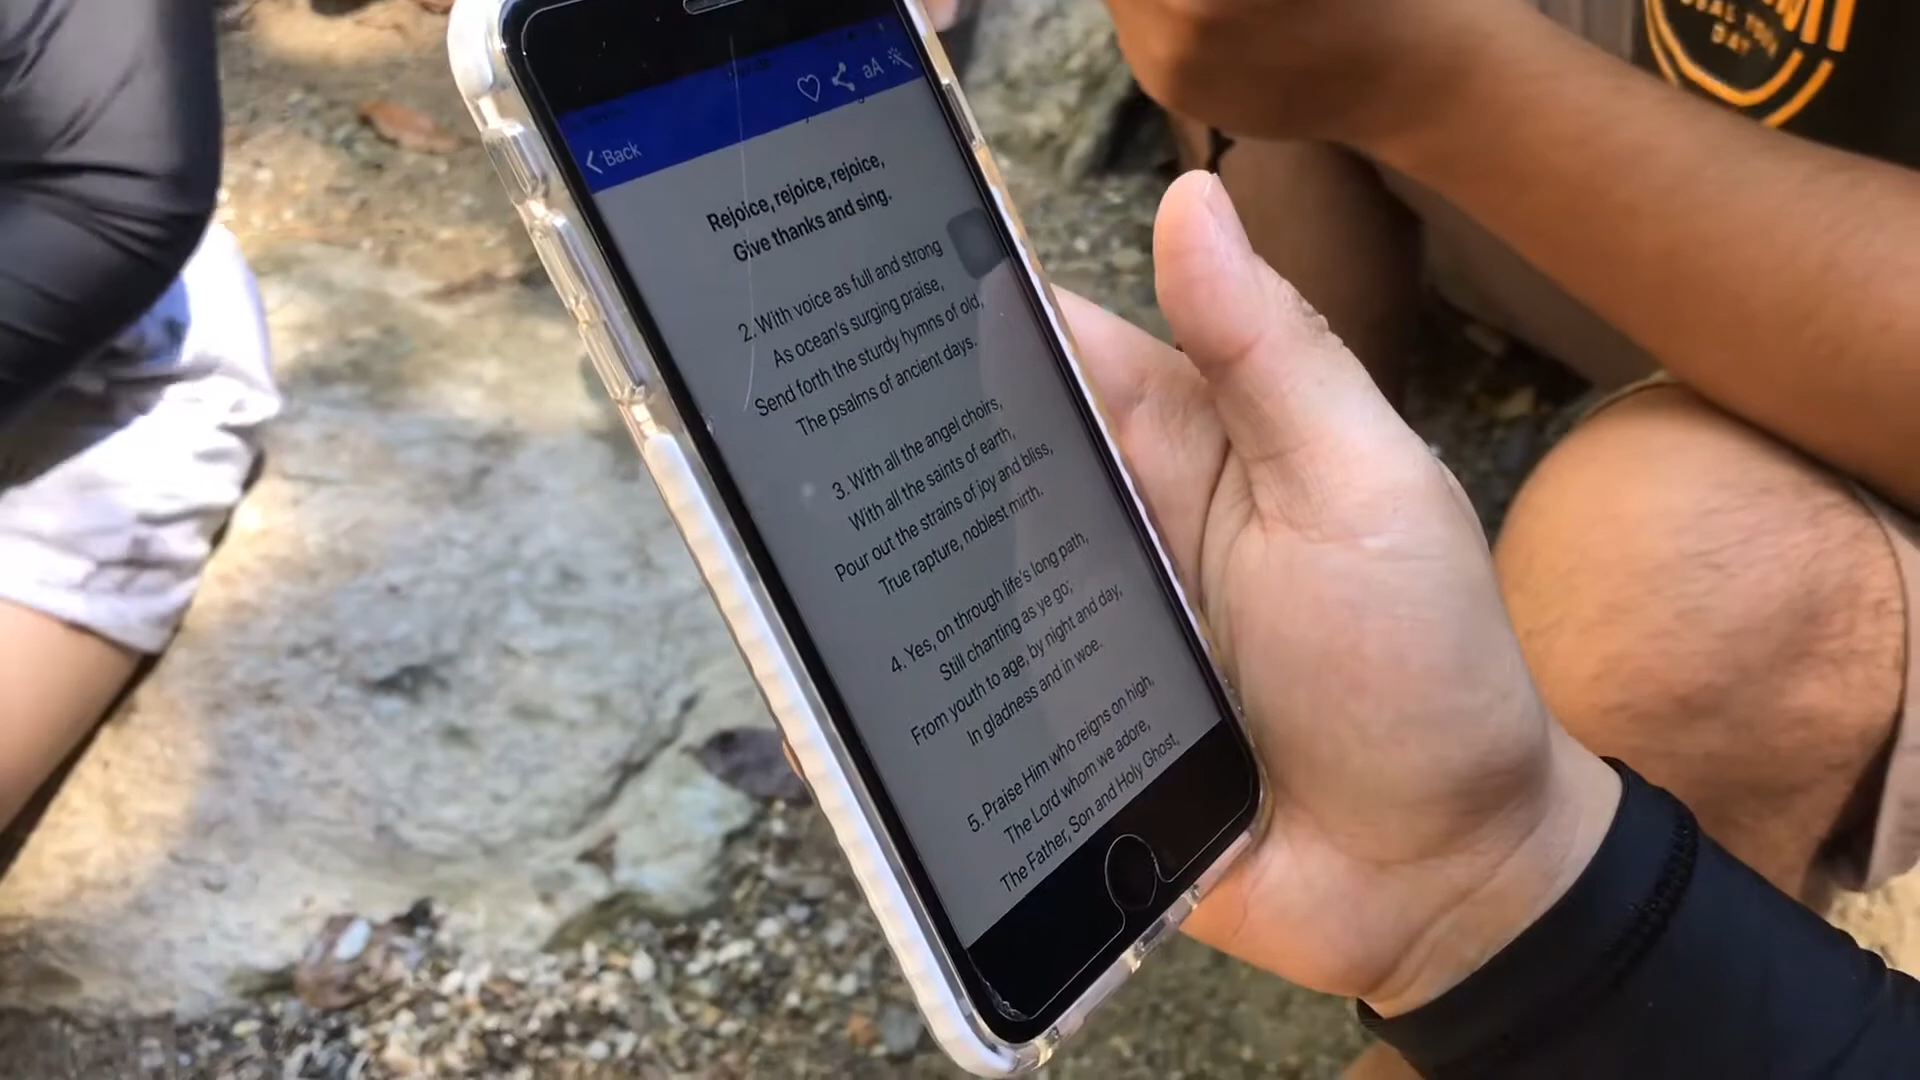 Back
aA
Rejoice, rejoice, rejoice,
Give thanks and sing.
2. With voice as full and strong
As ocean's surging praise,
Send forth the sturdy hymns of old,
The psalms of ancient days.
3. With all the angel choirs,
With all the saints of earth,
Pour out the strains of joy and bliss,
True rapture, noblest mirth.
4. Yes, on through life's long path,
Still chanting as ye go;
From youth to age, by night and day,
In gladness and in woe.
5. Praise Him who reigns on high,
The Lord whom we adore,
The Father, Son and Holy Ghost,
DAY